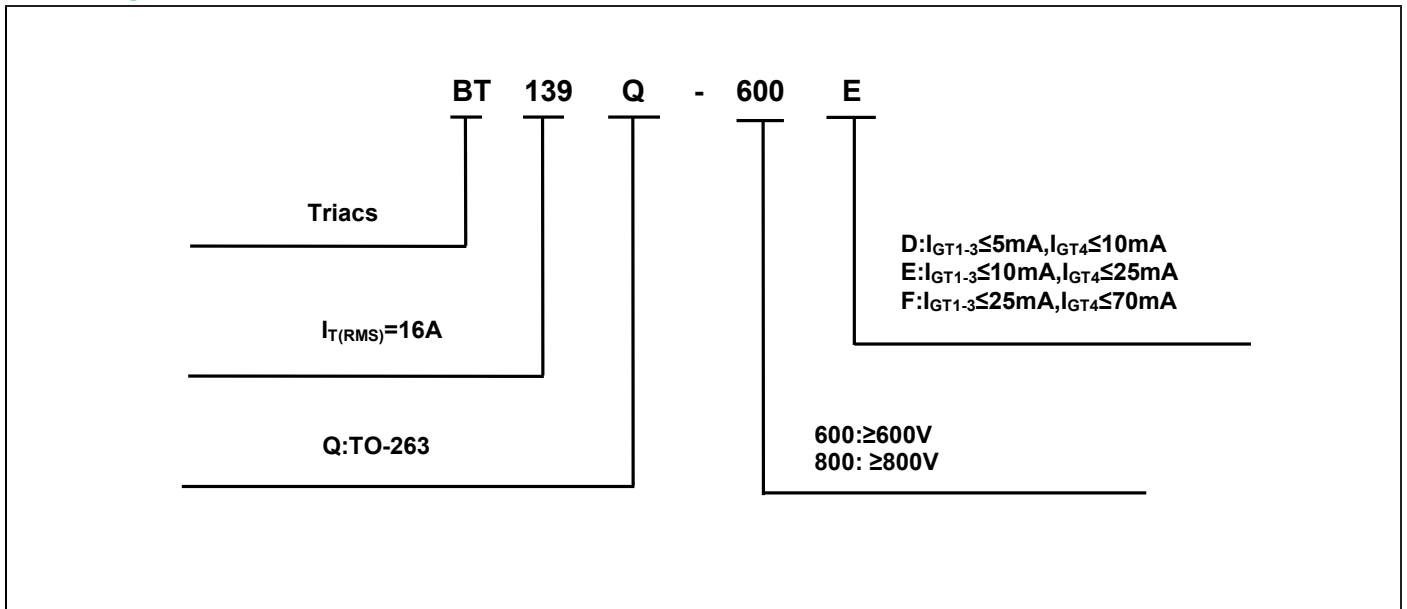 BT 139 Q - 600 E
Triacs
D:IGT1-3≤5mA,IGT4≤10mA
E:IGT1-3≤10mA,IGT4≤25mA
F:IGT1-3≤25mA,IGT4≤70mA
IT(RMS)=16A
Q:TO-263
600:≥600V
800: ≥800V